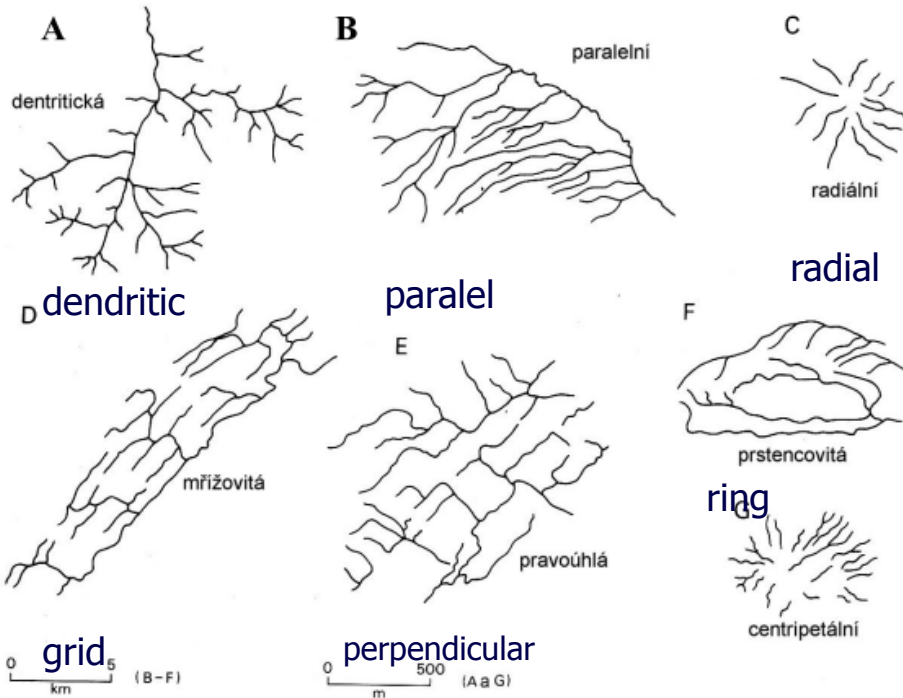 A
dentritická
dendritic
B
paralelní
paralel
C
radiální
radial
D
mřížovitá
grid
E
pravoúhlá
perpendicular
F
prstencovitá
ring
G
centripetální
0 5
km
(B-F)
0 500
m
(A a G)